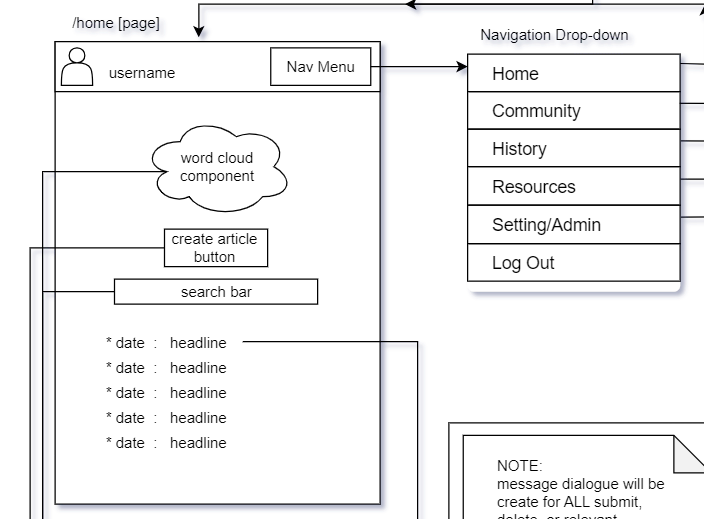 /home [page]
username
Nav Menu
word cloud
component
create article
button
search bar
* date : headline
* date : headline
* date : headline
* date : headline
* date : headline
Navigation Drop-down
Home
Community
History
Resources
Setting/Admin
Log Out
NOTE:
message dialogue will be
create for ALL submit,
delete, or relevant